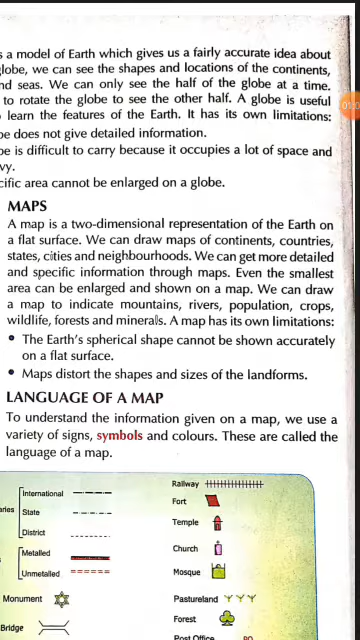 s a model of Earth which gives us a fairly accurate idea about
globe, we can see the shapes and locations of the continents,
nd seas. We can only see the half of the globe at a time.
to rotate the globe to see the other half. A globe is useful
learn the features of the Earth. It has its own limitations:
be does not give detailed information.
be is difficult to carry because it occupies a lot of space and
vy.
cific area cannot be enlarged on a globe.
MAPS
A map is a two-dimensional representation of the Earth on
a flat surface. We can draw maps of continents, countries,
states, cities and neighbourhoods. We can get more detailed
and specific information through maps. Even the smallest
area can be enlarged and shown on a map. We can draw
a map to indicate mountains, rivers, population, crops,
wildlife, forests and minerals. A map has its own limitations:
• The Earth's spherical shape cannot be shown accurately
on a flat surface.
• Maps distort the shapes and sizes of the landforms.
LANGUAGE OF A MAP
To understand the information given on a map, we use a
variety of signs, symbols and colours. These are called the
language of a map.
International
aries State
District
Metalled
Unmetalled
Monument
Bridge
Railway
Fort
Temple
Church
Mosque
Pastureland
Forest
Post Office PO